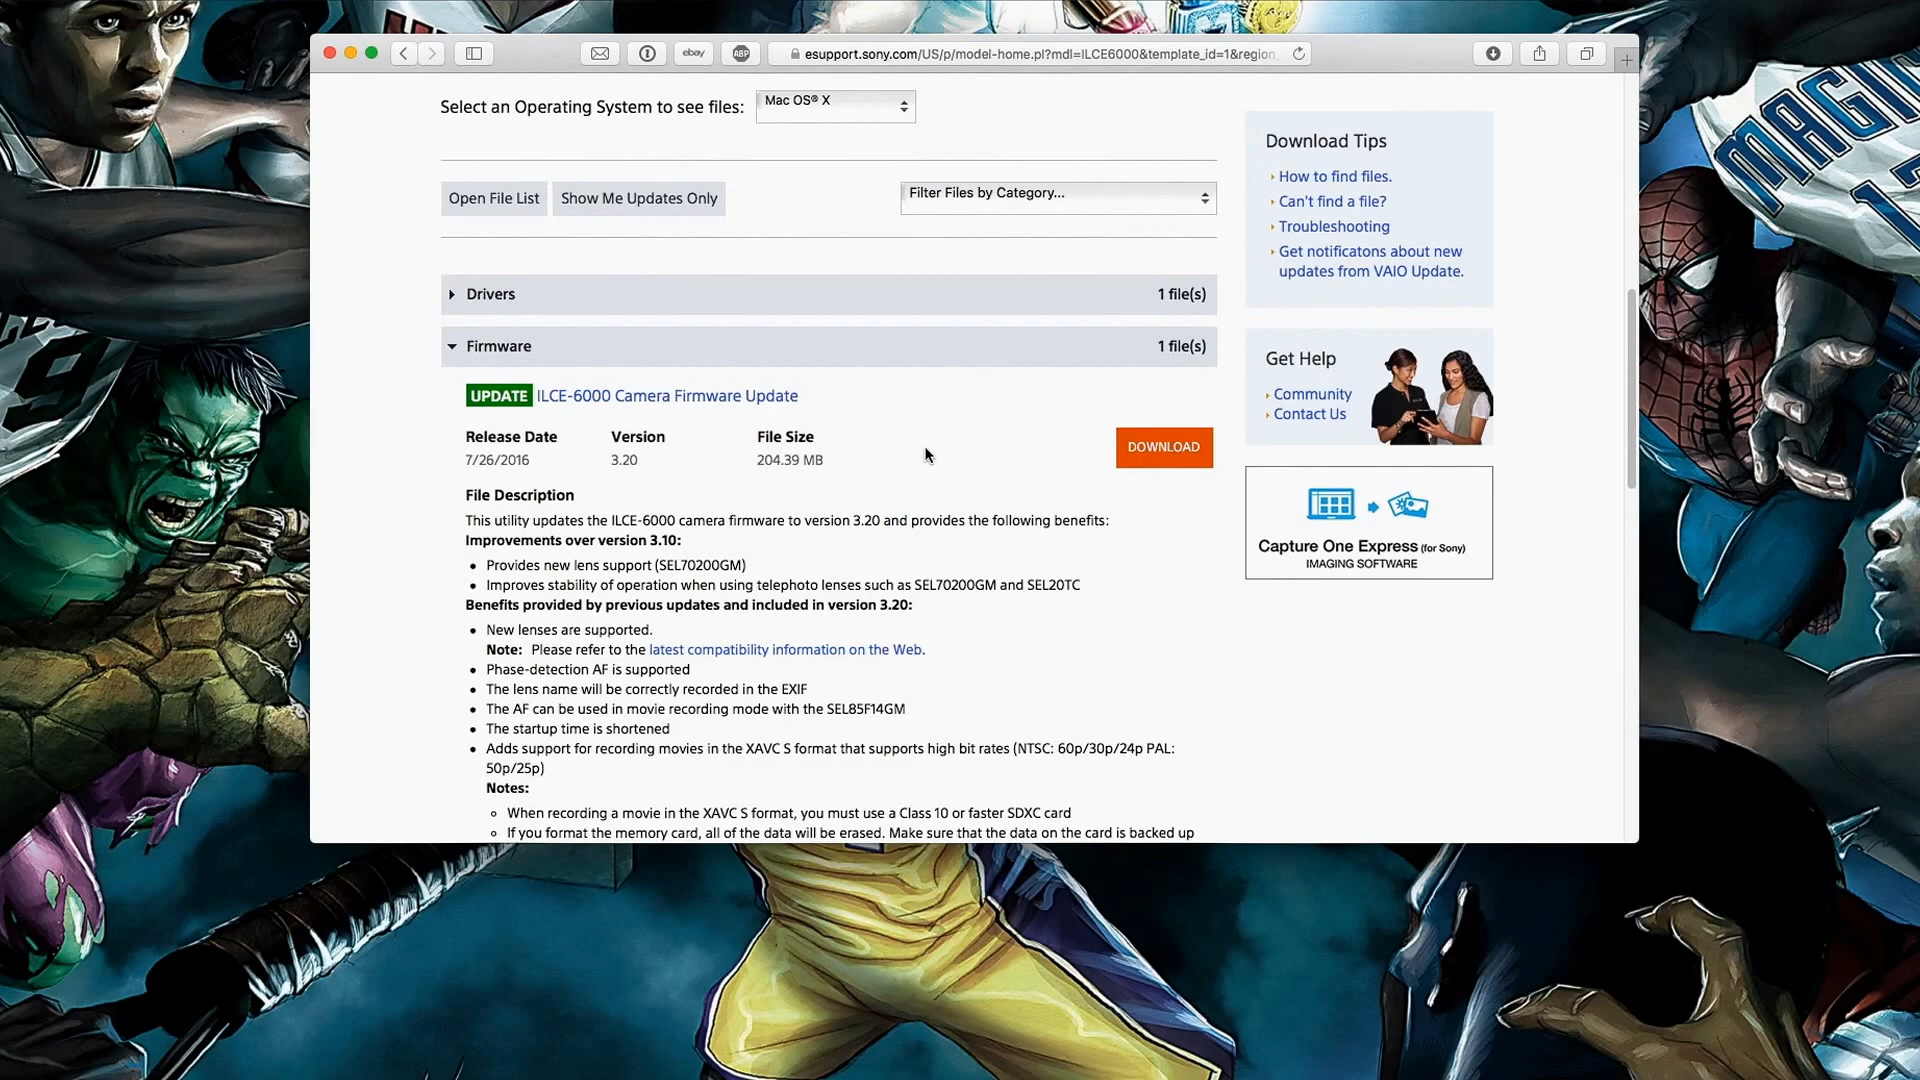 ebay
ABP
esupport.sony.com/US/p/model-home.pl?mdl=ILCE6000&template_id=1&region_
Select an Operating System to see files:
Mac OS® X
Open File List
Show Me Updates Only
Filter Files by Category...
Drivers
1 file(s)
Firmware
1 file(s)
UPDATE ILCE-6000 Camera Firmware Update
Release Date Version File Size
7/26/2016 3.20 204.39 MB
DOWNLOAD
File Description
This utility updates the ILCE-6000 camera firmware to version 3.20 and provides the following benefits:
Improvements over version 3.10:
• Provides new lens support (SEL70200GM)
• Improves stability of operation when using telephoto lenses such as SEL70200GM and SEL20TC
Benefits provided by previous updates and included in version 3.20:
• New lenses are supported.
Note: Please refer to the latest compatibility information on the Web.
• Phase-detection AF is supported
• The lens name will be correctly recorded in the EXIF
• The AF can be used in movie recording mode with the SEL85F14GM
• The startup time is shortened
• Adds support for recording movies in the XAVC S format that supports high bit rates (NTSC: 60p/30p/24p PAL:
50p/25p)
Notes:
When recording a movie in the XAVC S format, you must use a Class 10 or faster SDXC card
If you format the memory card, all of the data will be erased. Make sure that the data on the card is backed up
Download Tips
How to find files.
Can't find a file?
Troubleshooting
Get notificatons about new
updates from VAIO Update.
Get Help
Community
Contact Us
Capture One Express (for Sony)
IMAGING SOFTWARE
MAGIC
9